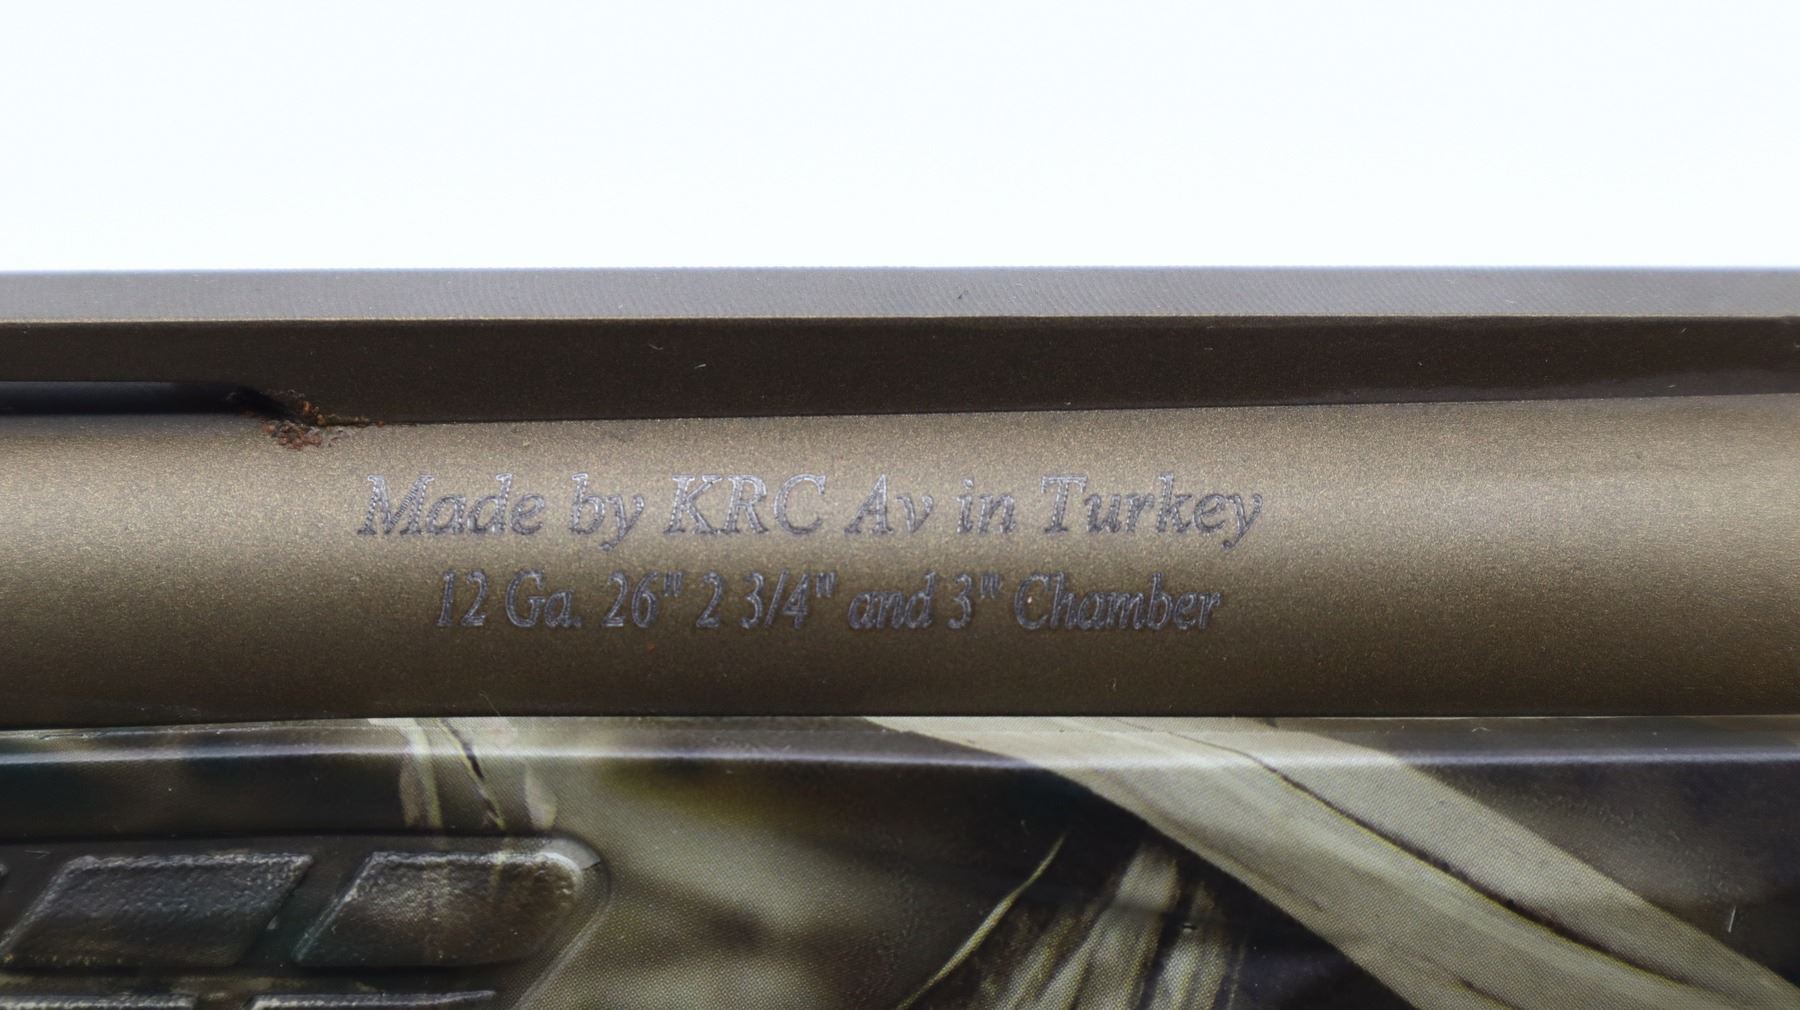 Made by KRC Av in Turkey
12 Ga. 26" 2 3/4" and 3" Chamber